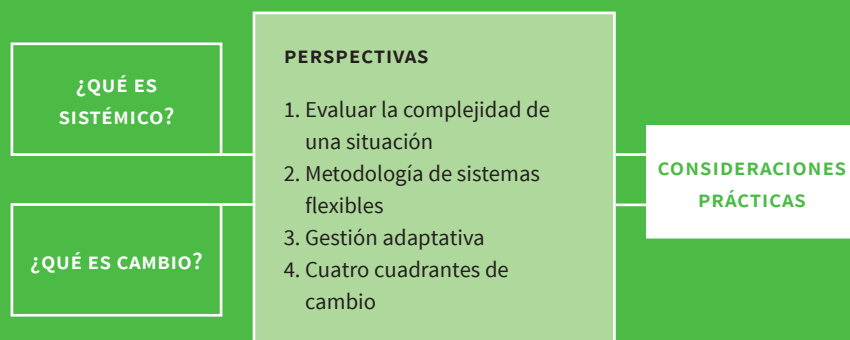 ¿QUÉ ES
SISTÉMICO?
¿QUÉ ES CAMBIO?
PERSPECTIVAS
1. Evaluar la complejidad de
una situación
2. Metodología de sistemas
flexibles
3. Gestión adaptativa
4. Cuatro cuadrantes de
cambio
CONSIDERACIONES
PRÁCTICAS